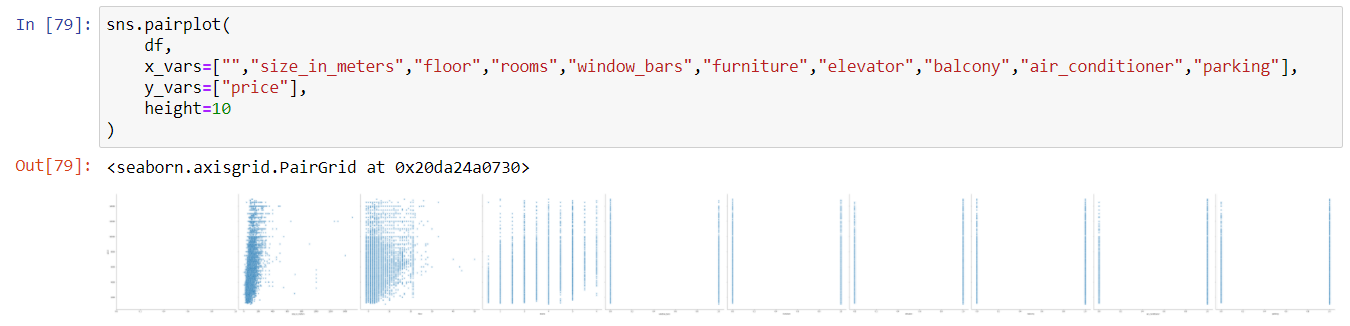 In [79]: sns.pairplot(
df,
x_vars=["","size_in_meters","floor","rooms","window_bars","furniture","elevator","balcony","air_conditioner","parking"],
y_vars=["price"],
height=10
)
Out[79]: <seaborn.axisgrid.PairGrid at 0x20da24a0730>